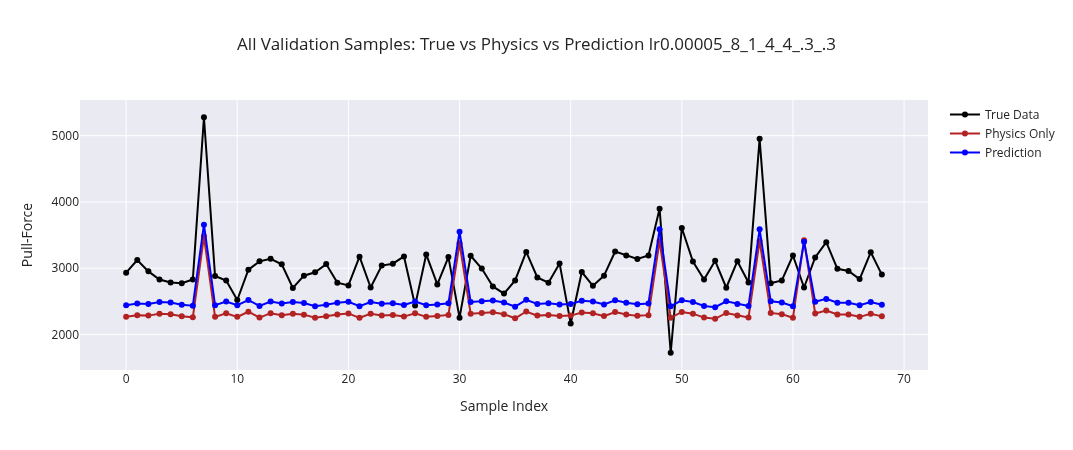 All Validation Samples: True vs Physics vs Prediction lr0.00005_8_1_4_4_.3_.3
True Data
Physics Only
Prediction
Pull-Force
5000
4000
3000
2000
0 10 20 30 40 50 60 70
Sample Index